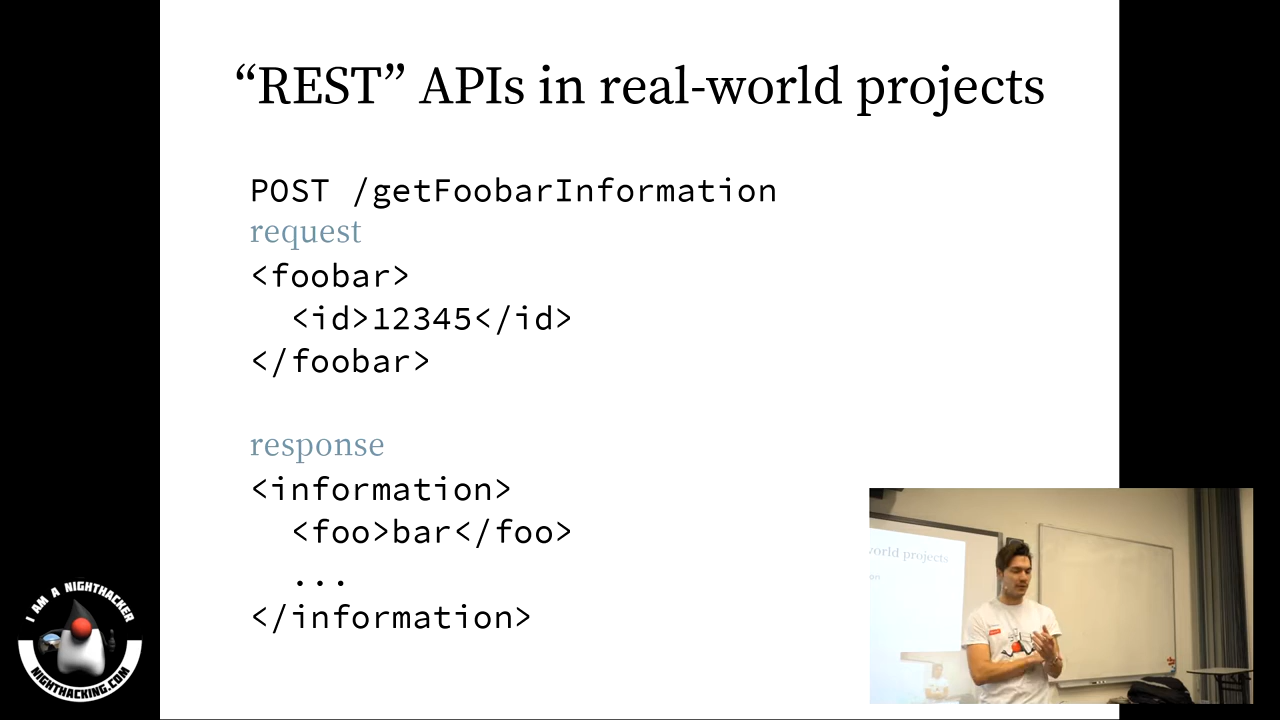 “REST” APIs in real-world projects
POST /getFoobarInformation
request
<foobar>
  <id>12345</id>
</foobar>
response
<information>
  <foo>bar</foo>
  ...
</information>
I AM A NIGHTHACKER
NIGHTHACKING.COM
world projects
on